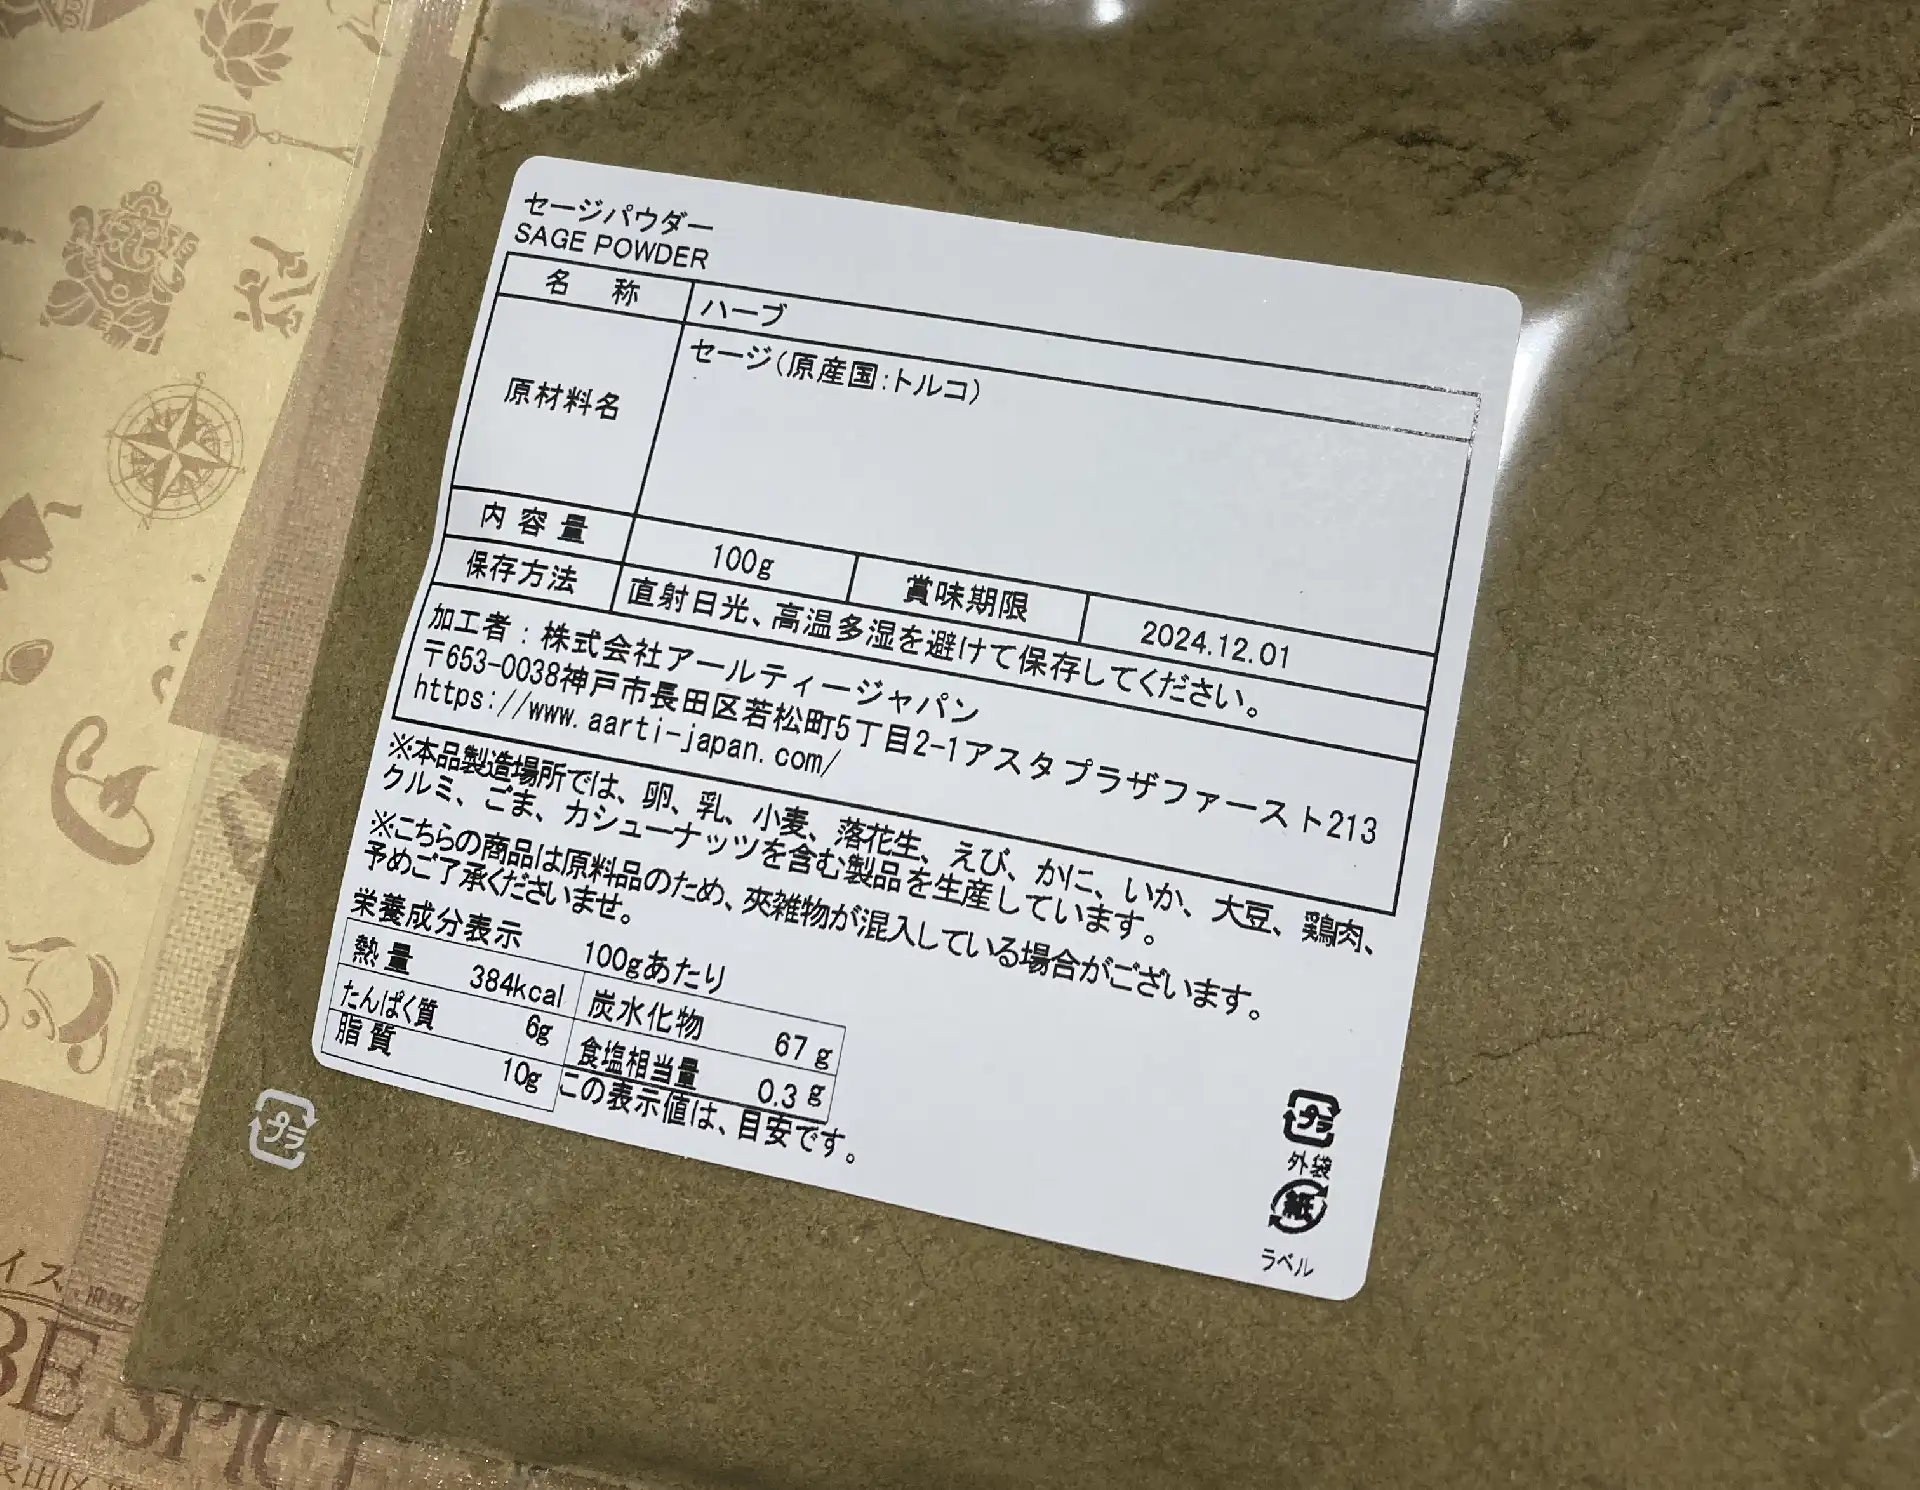 セージパウダー
SAGE POWDER
名 称 ハーブ
原材料名 セージ(原産国:トルコ)
内容量 100g 賞味期限 2024.12.01
保存方法 直射日光、高温多湿を避けて保存してください。
加工者:株式会社アールティージャパン
〒653-0038神戸市長田区若松町5丁目2-1アスタプラザファースト213
https://www.aarti-japan.com/
※本品製造場所では、卵、乳、小麦、落花生、えび、かに、いか、大豆、鶏肉、
クルミ、ごま、カシューナッツを含む製品を生産しています。
※こちらの商品は原料品のため、夾雑物が混入している場合がございます。
予めご了承くださいませ。
栄養成分表示 100gあたり
熱量 384kcal 炭水化物 67g
たんぱく質 6g 食塩相当量 0.3g
脂質 10g この表示値は、目安です。
プラ
外袋
紙
ラベル
プラ
イス
BE SPICE
長田区